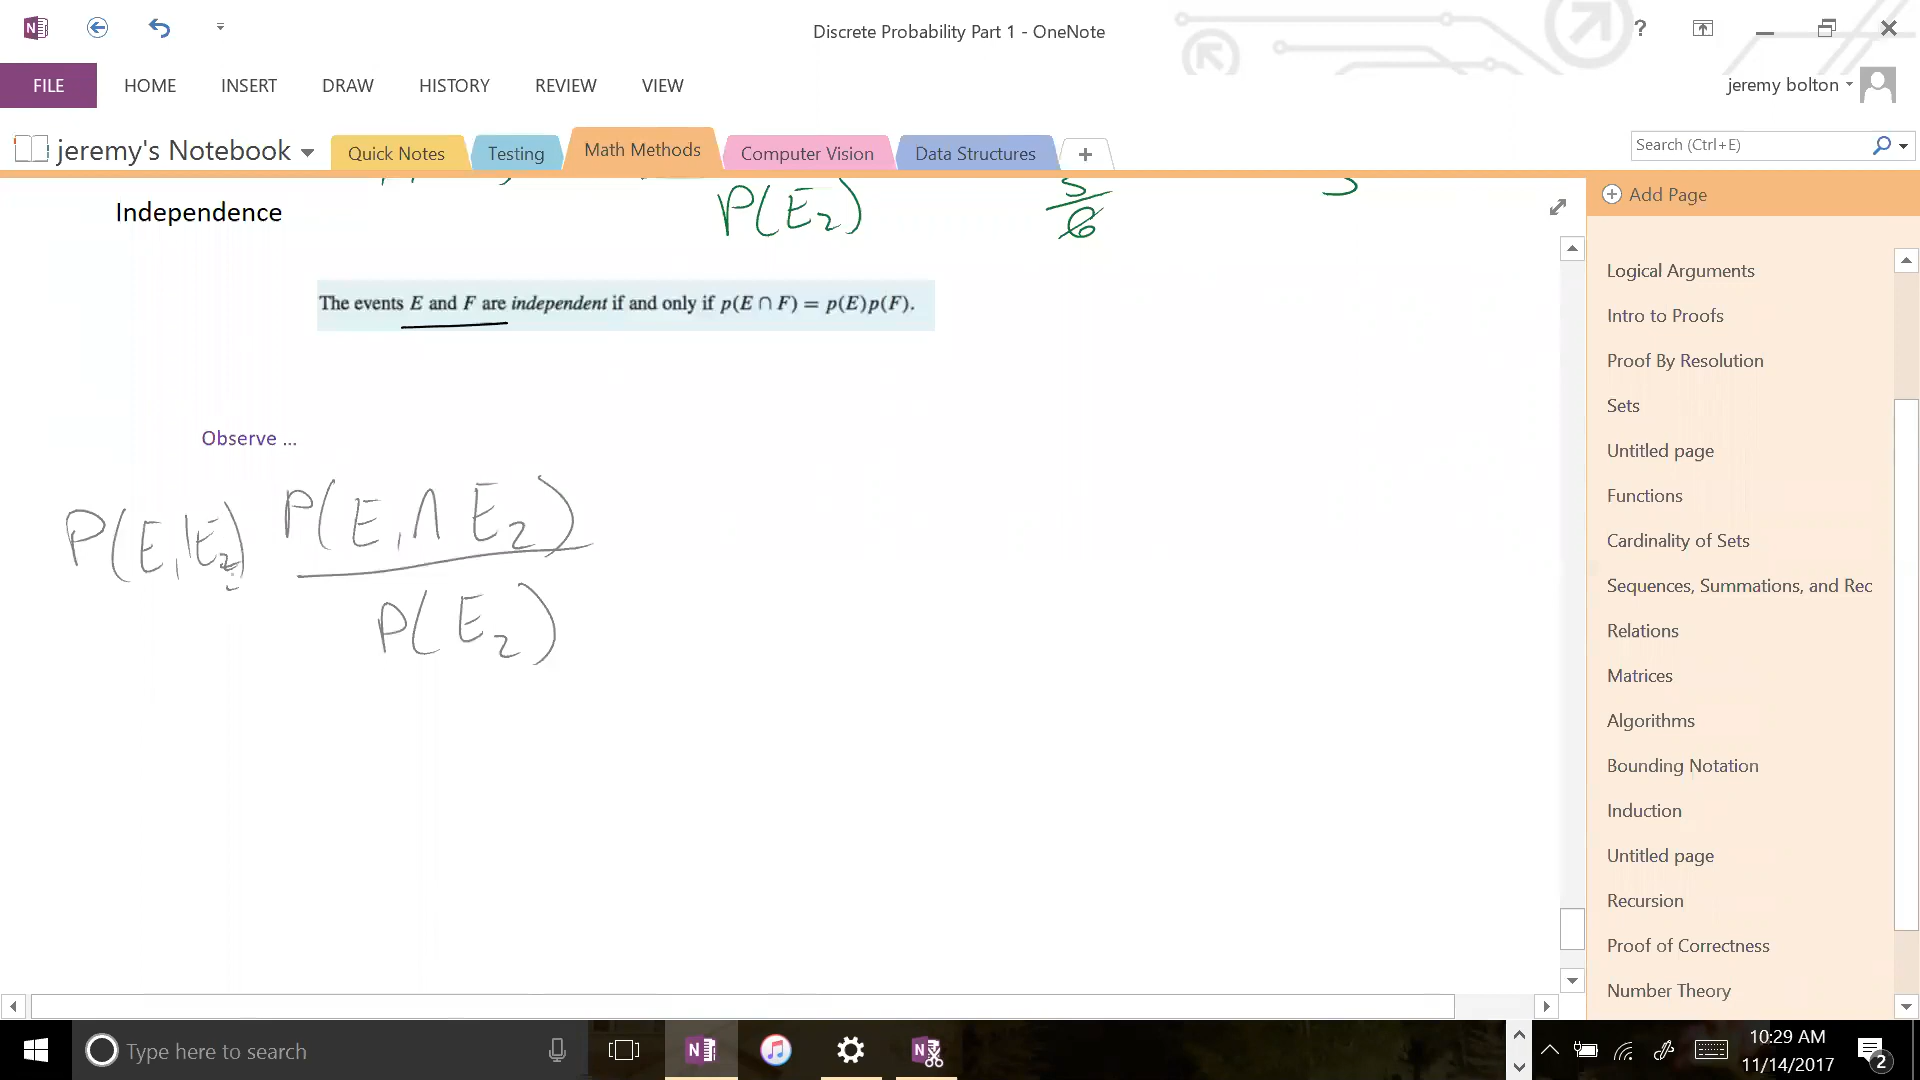 Discrete Probability Part 1 - OneNote
?
FILE HOME INSERT DRAW HISTORY REVIEW VIEW
jeremy bolton
jeremy's Notebook Quick Notes Testing Math Methods Computer Vision Data Structures +
Search (Ctrl+E)
Add Page
P(E2) 6
Independence
The events E and F are independent if and only if p(E ∩ F) = p(E)p(F).
Observe ...
P(E1|E2) P(E1 ∩ E2)
P(E2)
Logical Arguments
Intro to Proofs
Proof By Resolution
Sets
Untitled page
Functions
Cardinality of Sets
Sequences, Summations, and Rec
Relations
Matrices
Algorithms
Bounding Notation
Induction
Untitled page
Recursion
Proof of Correctness
Number Theory
Type here to search
10:29 AM
11/14/2017
2